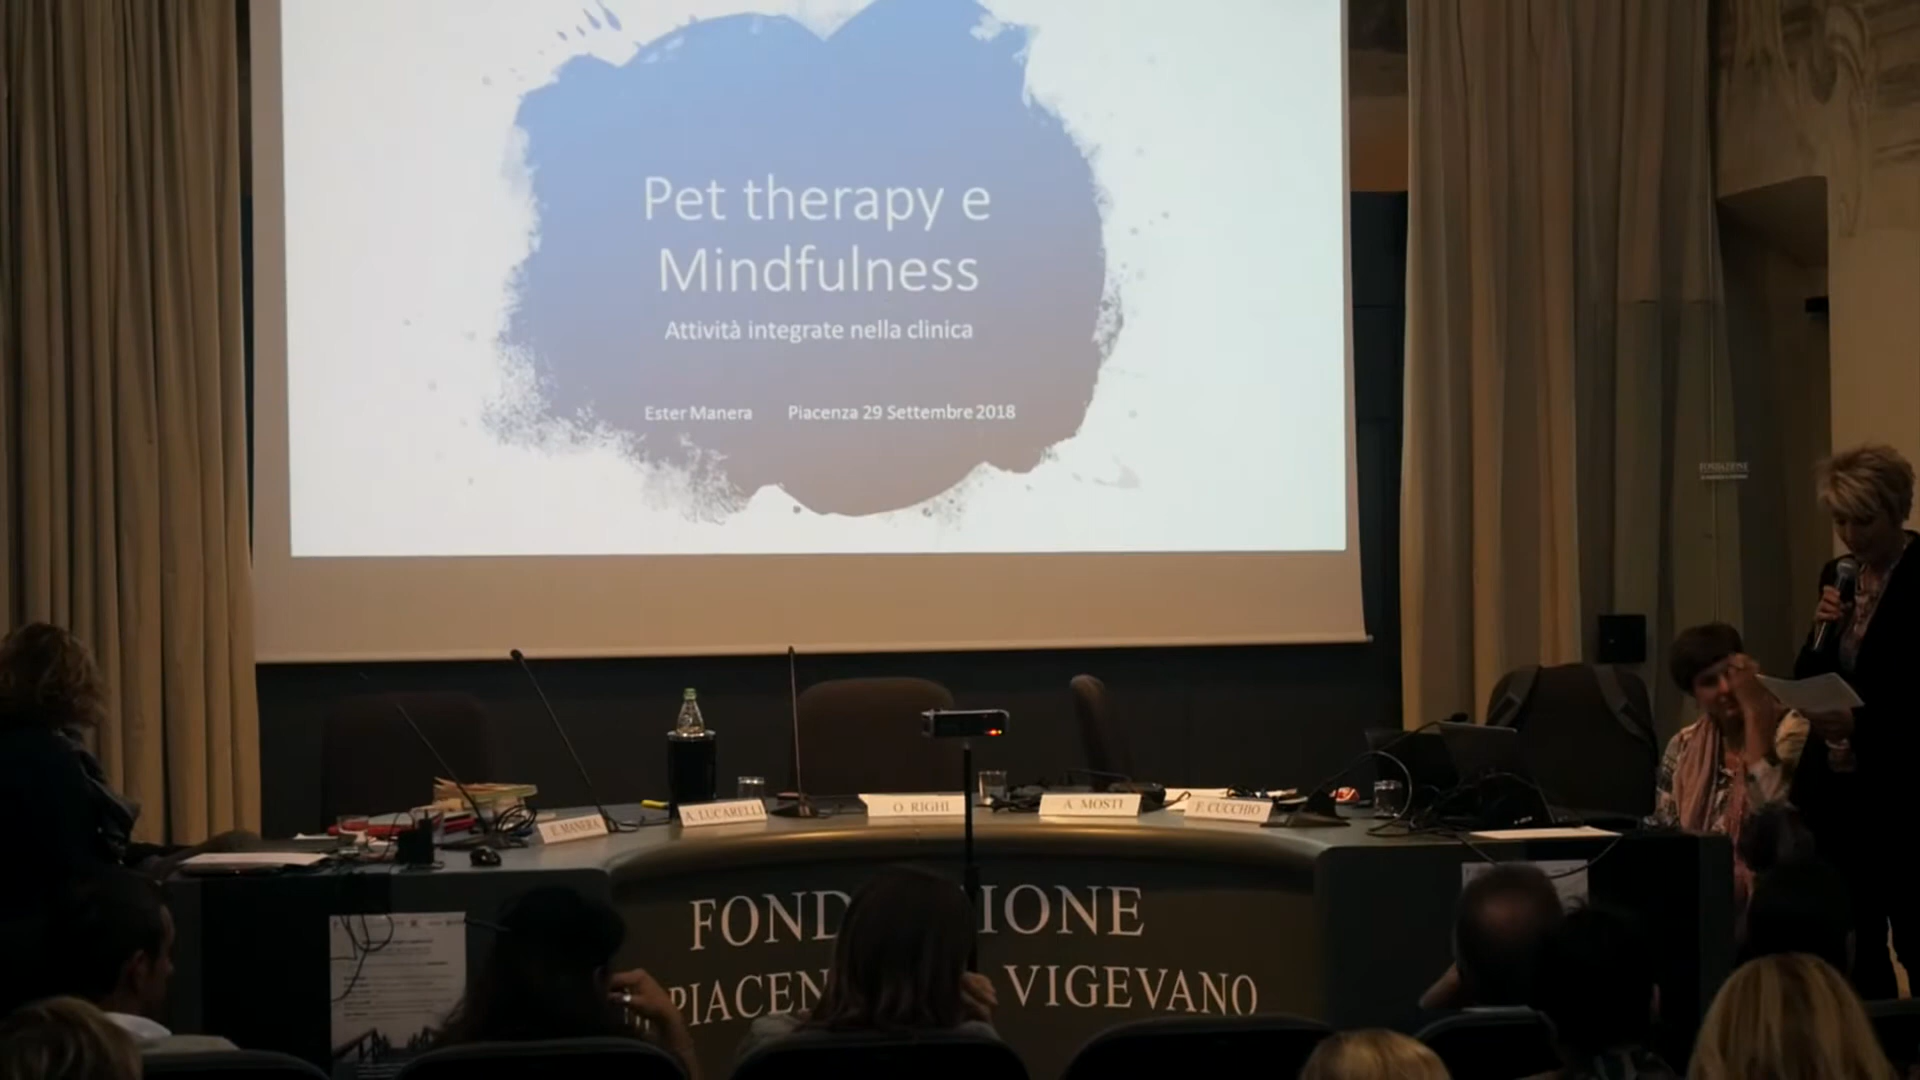 Pet therapy e
Mindfulness
Attività integrate nella clinica
Ester Manera Piacenza 29 Settembre 2018
FONDAZIONE
E. MANERA
A. LUCARELLI
O. RIGHI
A. MOSTI
F. CUCCHIO
FOND IONE
PIACEN VIGEVANO